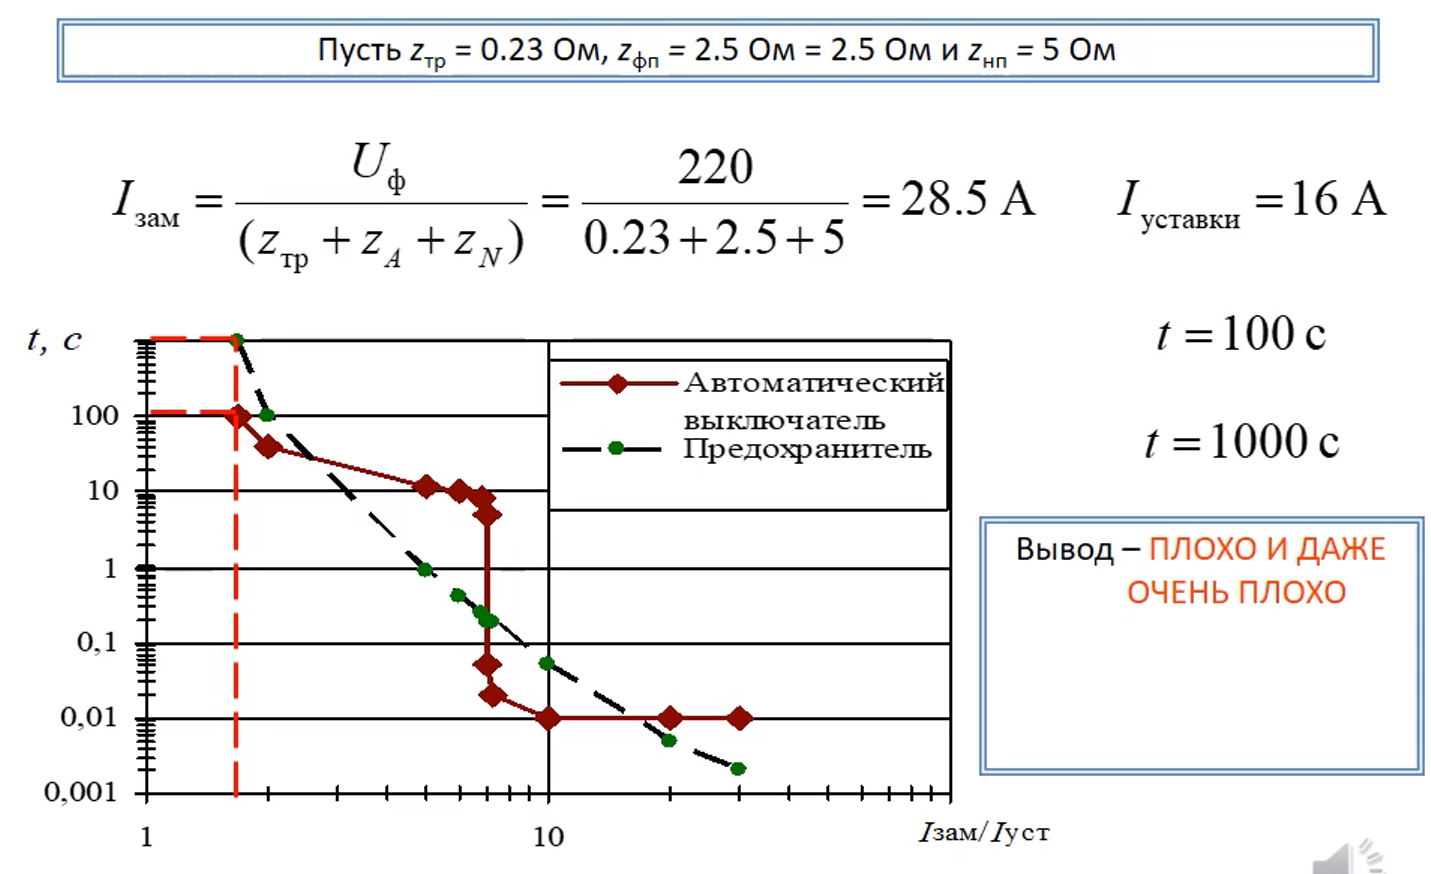 Пусть zтр = 0.23 Ом, zфп = 2.5 Ом = 2.5 Ом и zнп = 5 Ом
Iзам = Uф / (zтр + zA + zN) = 220 / (0.23 + 2.5 + 5) = 28.5 А
Iуставки = 16 А
t, с
t = 100 с
t = 1000 с
Автоматический
выключатель
Предохранитель
100
10
1
0,1
0,01
0,001
1
10
Iзам/Iуст
Вывод – ПЛОХО И ДАЖЕ
ОЧЕНЬ ПЛОХО